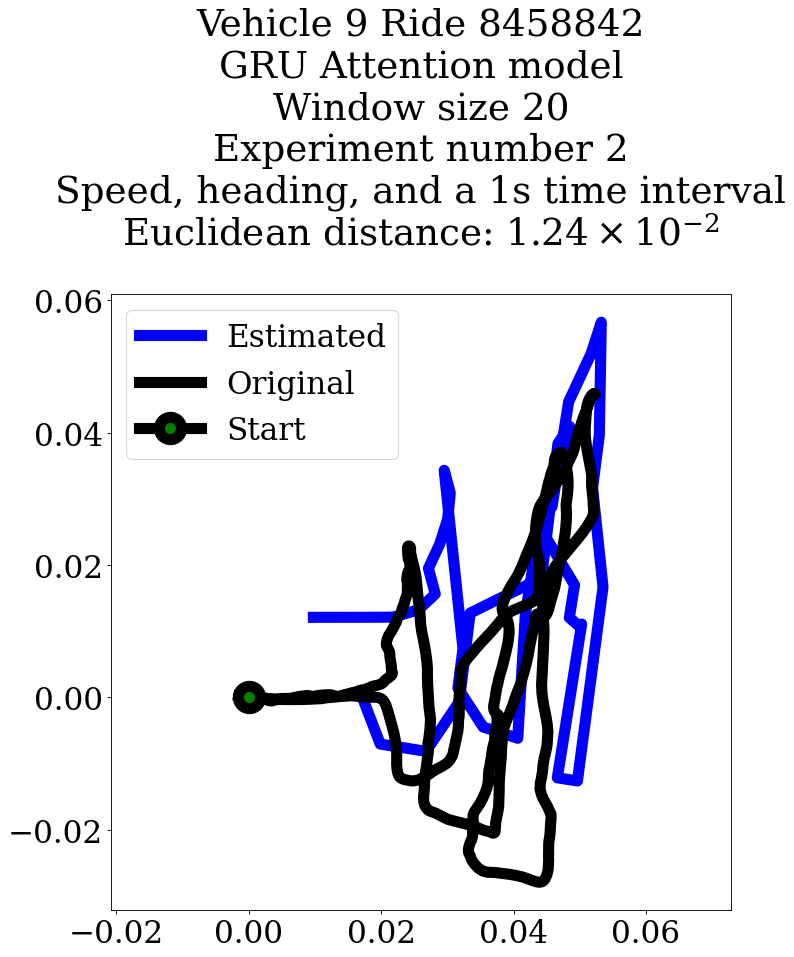 Vehicle 9 Ride 8458842
GRU Attention model
Window size 20
Experiment number 2
Speed, heading, and a 1s time interval
Euclidean distance: 1.24 × 10⁻²
0.06
0.04
0.02
0.00
−0.02
Estimated
Original
Start
−0.02
0.00
0.02
0.04
0.06